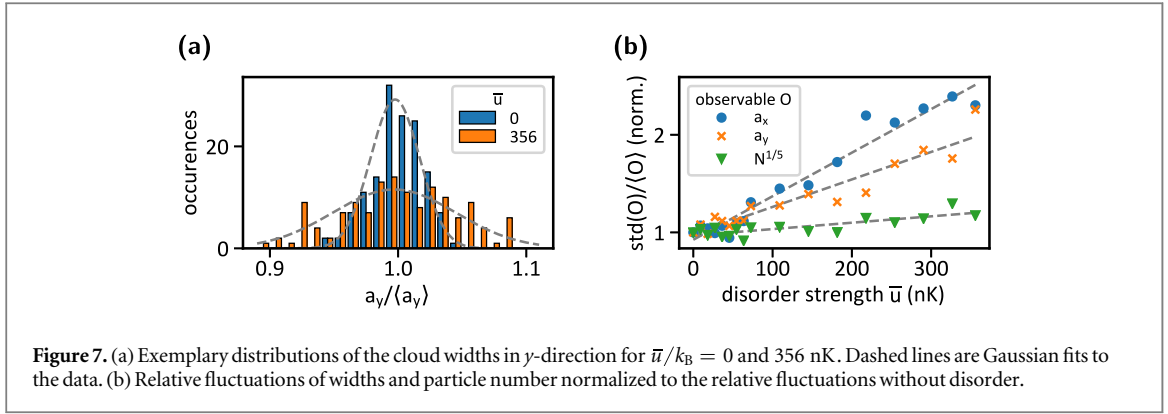 (a)
occurences
20
0
0.9
1.0
1.1
a_y/⟨a_y⟩
u̅
0
356
(b)
std(O)/⟨O⟩ (norm.)
2
1
0
100
200
300
disorder strength u̅ (nK)
observable O
a_x
a_y
N^1/5
Figure 7. (a) Exemplary distributions of the cloud widths in y-direction for u̅/k_B = 0 and 356 nK. Dashed lines are Gaussian fits to
the data. (b) Relative fluctuations of widths and particle number normalized to the relative fluctuations without disorder.